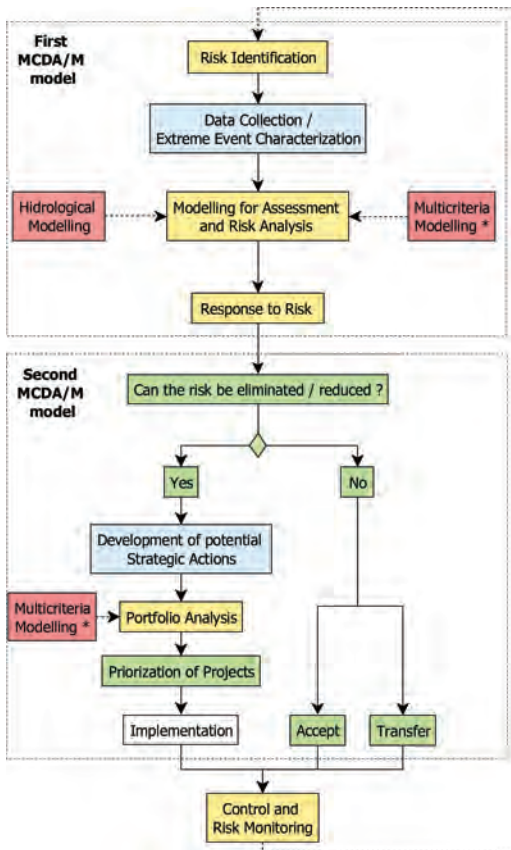 First
MCDA/M
model
Risk Identification
Data Collection /
Extreme Event Characterization
Hidrological
Modelling
Modelling for Assessment
and Risk Analysis
Multicriteria
Modelling *
Response to Risk
Second
MCDA/M
model
Can the risk be eliminated / reduced ?
Yes
No
Development of potential
Strategic Actions
Multicriteria
Modelling *
Portfolio Analysis
Priorization of Projects
Implementation
Accept
Transfer
Control and
Risk Monitoring